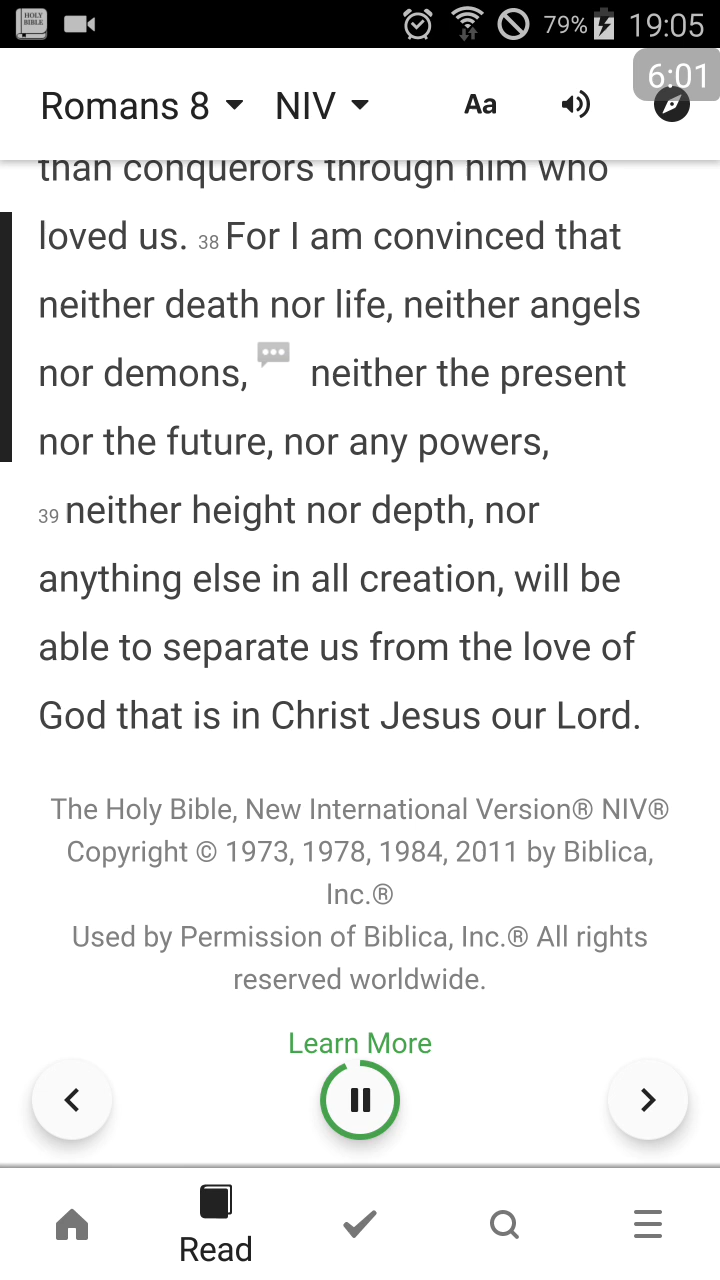 HOLY BIBLE
79% 19:05
6:01
Romans 8 NIV Aa
than conquerors through him who
loved us. 38 For I am convinced that
neither death nor life, neither angels
nor demons, neither the present
nor the future, nor any powers,
39 neither height nor depth, nor
anything else in all creation, will be
able to separate us from the love of
God that is in Christ Jesus our Lord.
The Holy Bible, New International Version® NIV®
Copyright © 1973, 1978, 1984, 2011 by Biblica,
Inc.®
Used by Permission of Biblica, Inc.® All rights
reserved worldwide.
Learn More
Read